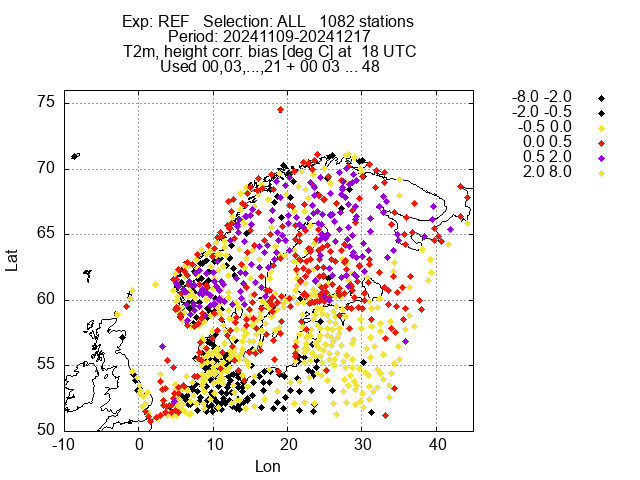 Exp: REF   Selection: ALL   1082 stations
Period: 20241109-20241217
T2m, height corr. bias [deg C] at  18 UTC
Used 00,03,...,21 + 00 03 ... 48
-8.0 -2.0
-2.0 -0.5
-0.5 0.0
0.0 0.5
0.5 2.0
2.0 8.0
75
70
65
60
55
50
Lat
-10 0 10 20 30 40
Lon